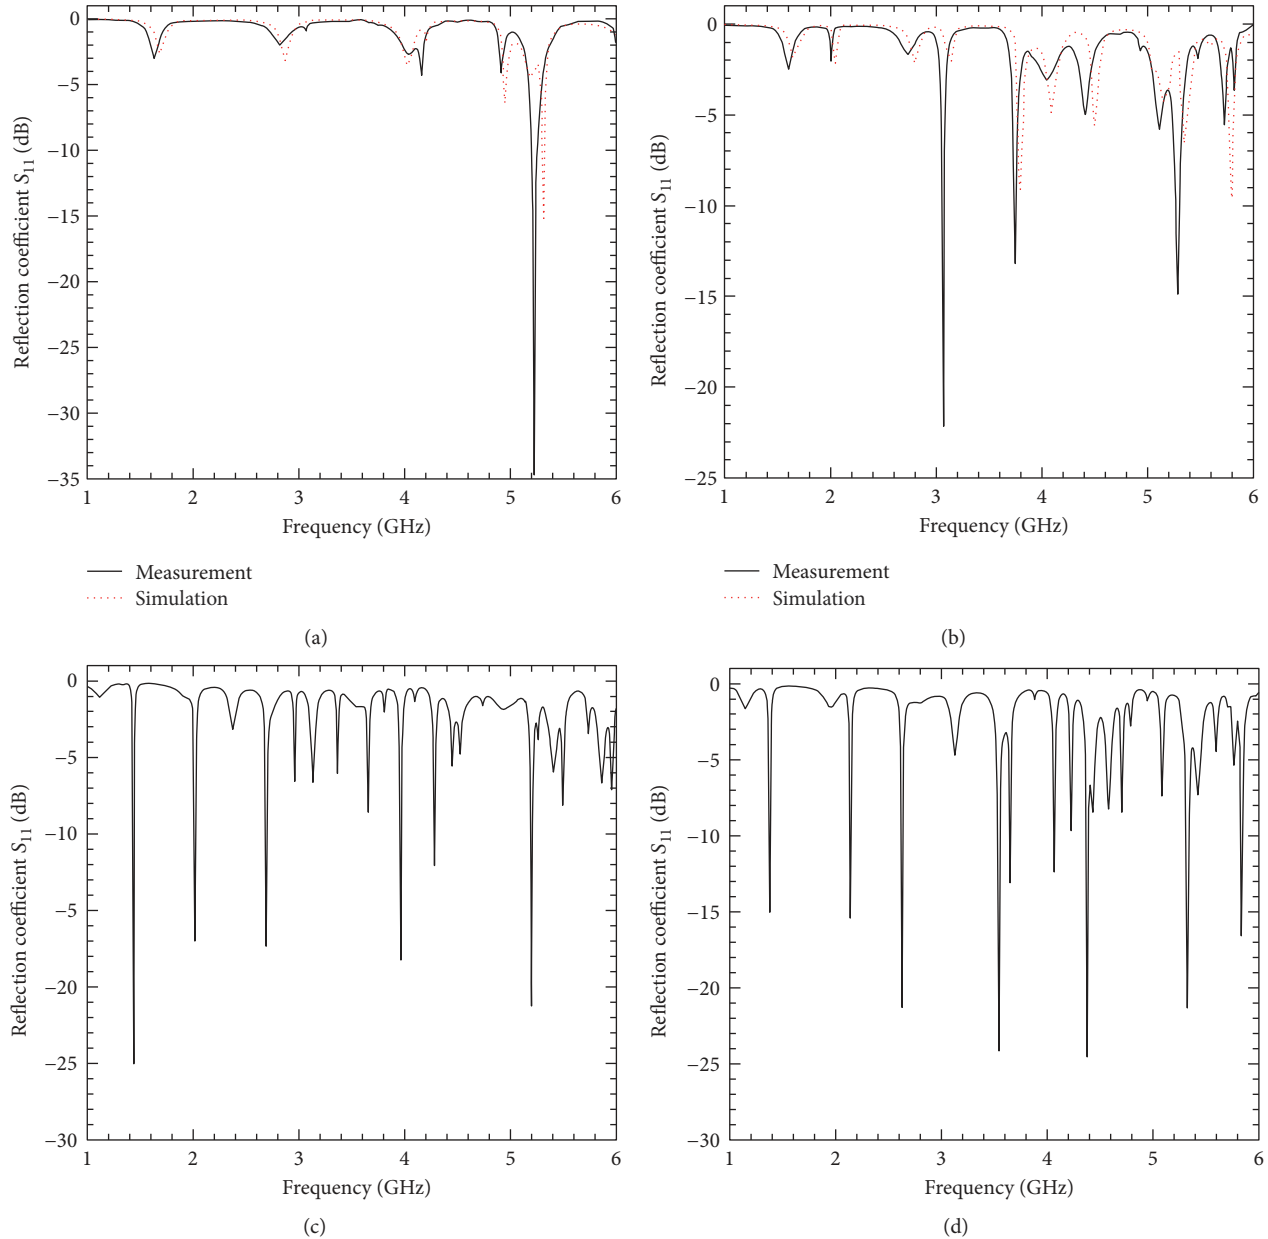 Reflection coefficient S11 (dB)
0
−5
−10
−15
−20
−25
−30
−35
1 2 3 4 5 6
Frequency (GHz)
Measurement
Simulation
(a)
Reflection coefficient S11 (dB)
0
−5
−10
−15
−20
−25
1 2 3 4 5 6
Frequency (GHz)
Measurement
Simulation
(b)
Reflection coefficient S11 (dB)
0
−5
−10
−5
−20
−25
−30
1 2 3 4 5 6
Frequency (GHz)
(c)
Reflection coefficient S11 (dB)
0
−5
−10
−15
−20
−25
−30
1 2 3 4 5 6
Frequency (GHz)
(d)